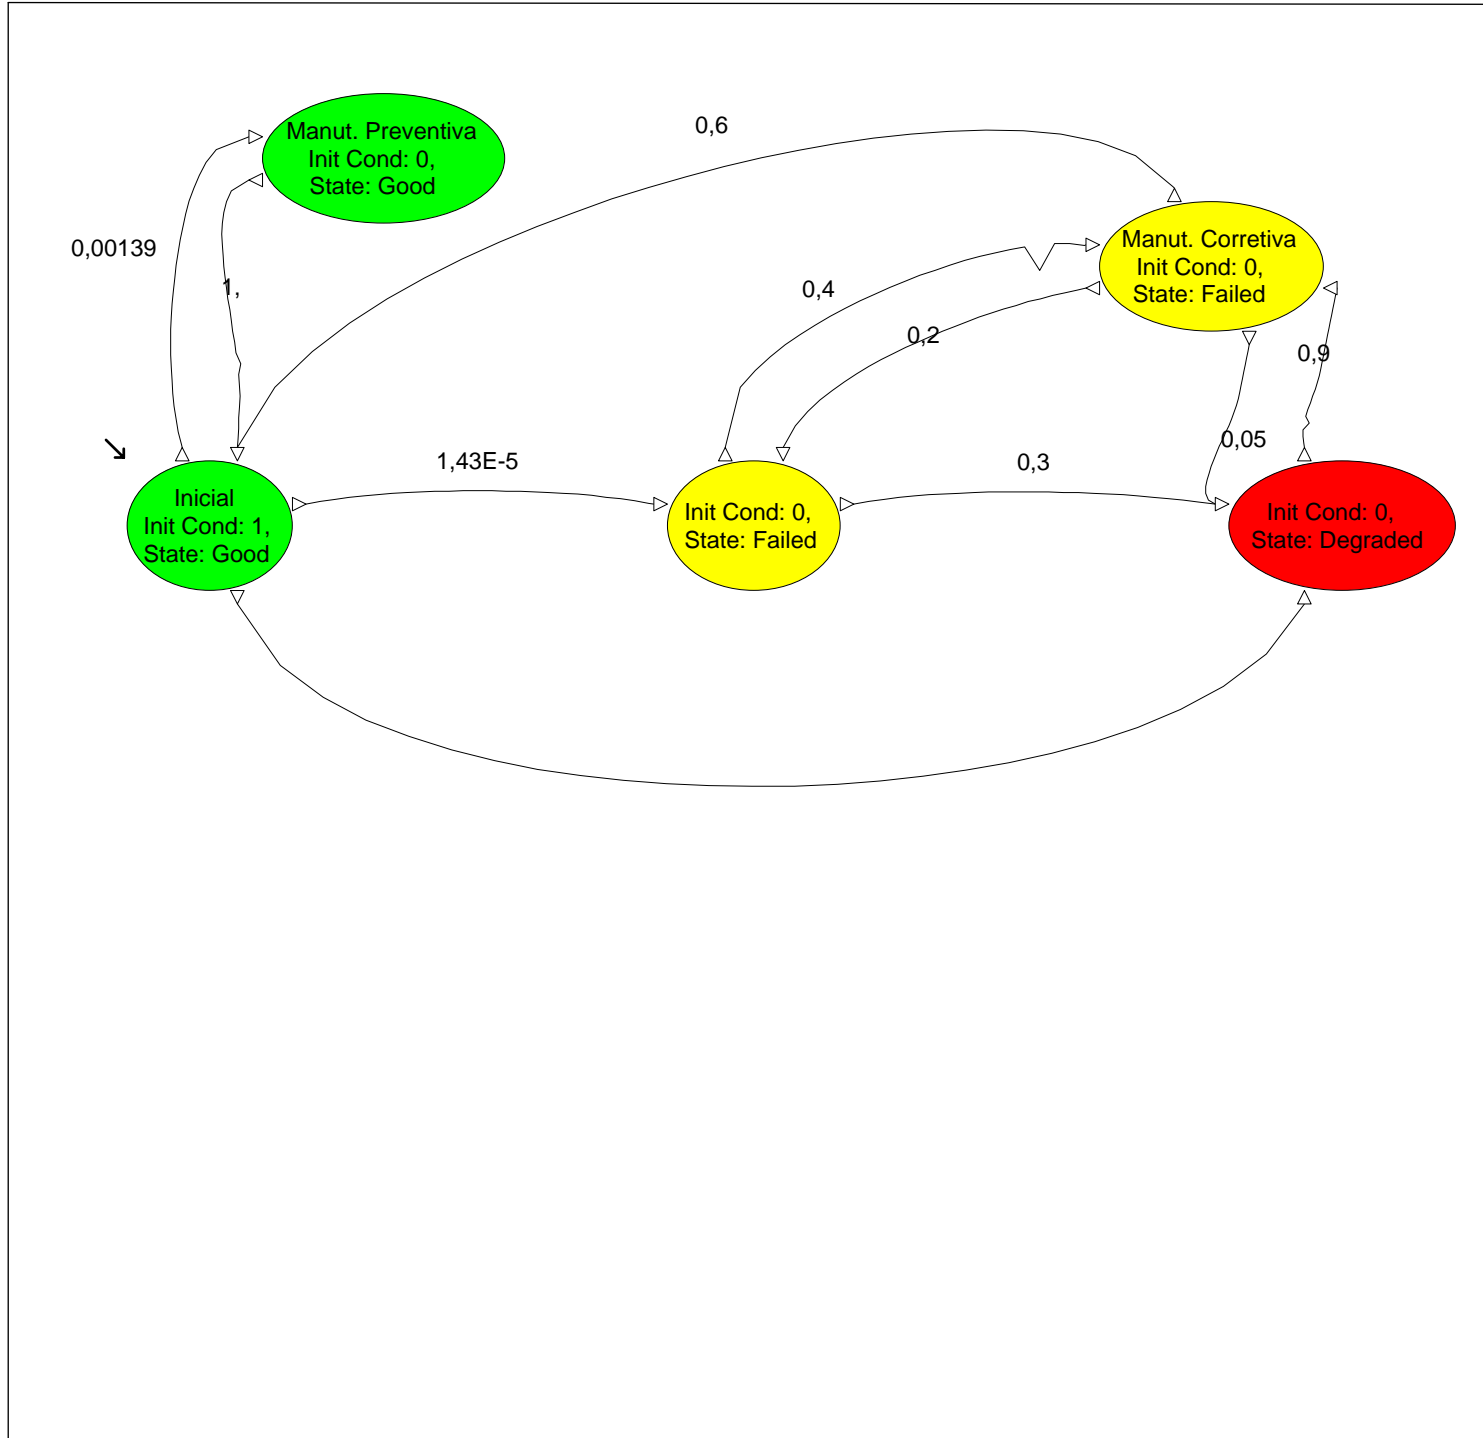 0,6
Manut. Preventiva
Init Cond: 0,
State: Good
Manut. Corretiva
Init Cond: 0,
State: Failed
0,00139
1,
0,4
0,2
0,9
0,05
1,43E-5
0,3
Inicial
Init Cond: 1,
State: Good
Init Cond: 0,
State: Failed
Init Cond: 0,
State: Degraded